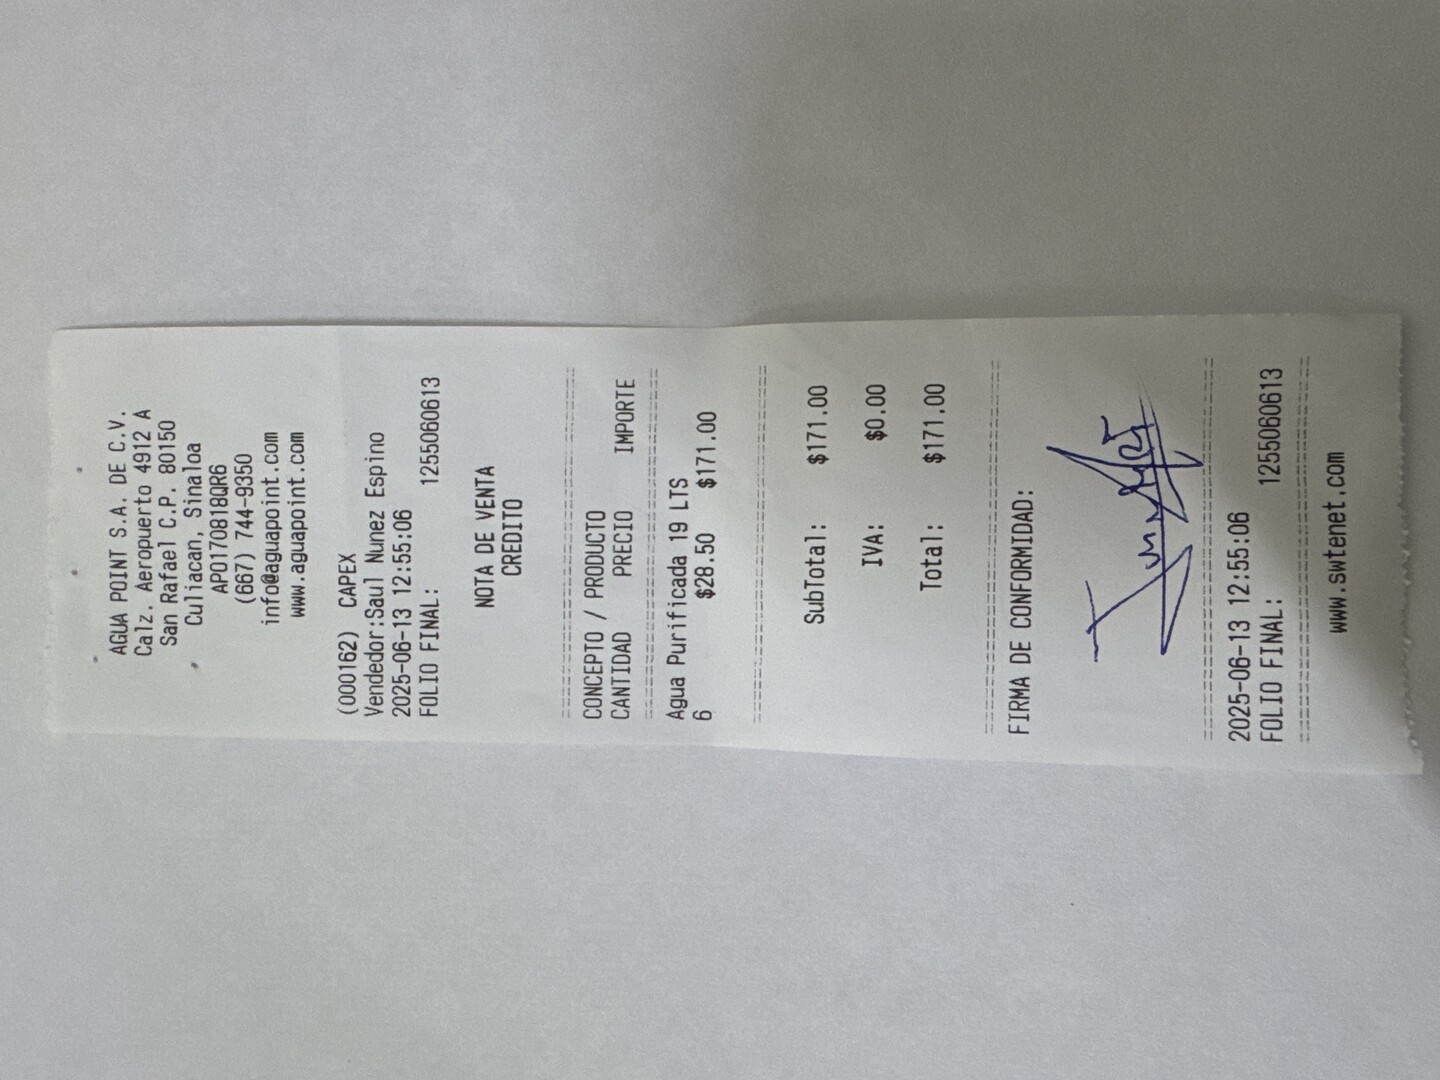 AGUA POINT S.A. DE C.V.
Calz. Aeropuerto 4912 A
San Rafael C.P. 80150
Culiacan, Sinaloa
APO170818QR6
(667) 744-9350
info@aguapoint.com
www.aguapoint.com
(000162) CAPEX
Vendedor:Saul Nunez Espino
2025-06-13 12:55:06
FOLIO FINAL: 1255060613
NOTA DE VENTA
CREDITO
CONCEPTO / PRODUCTO
CANTIDAD PRECIO IMPORTE
Agua Purificada 19 LTS
6 $28.50 $171.00
SubTotal: $171.00
IVA: $0.00
Total: $171.00
FIRMA DE CONFORMIDAD:
2025-06-13 12:55:06
FOLIO FINAL: 1255060613
www.swtenet.com